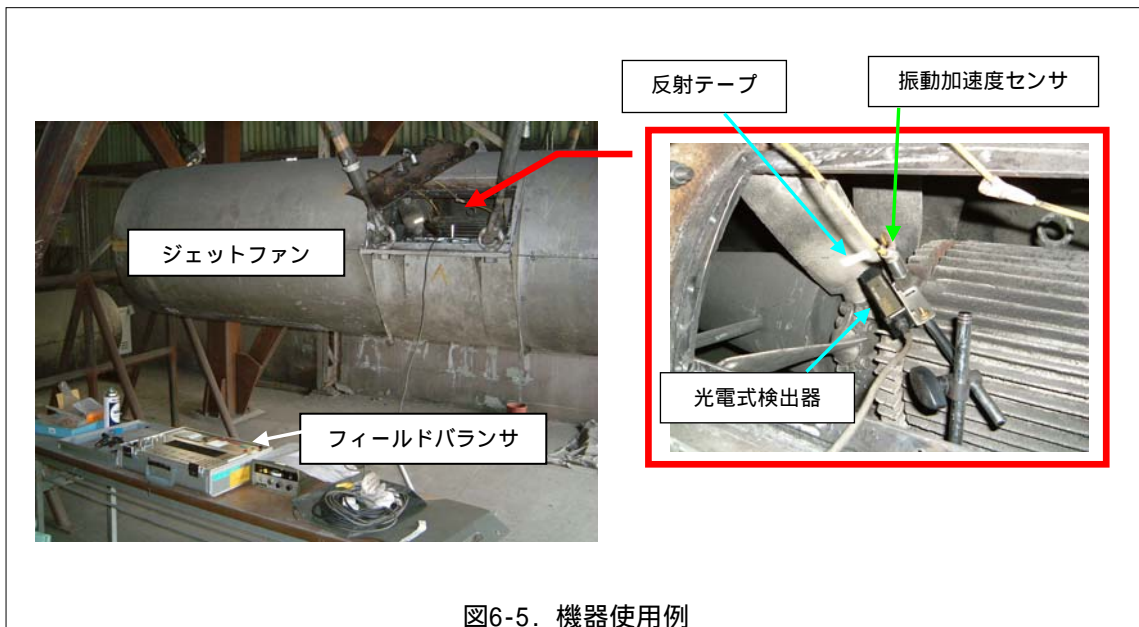 反射テープ
振動加速度センサ
ジェットファン
光電式検出器
フィールドバランサ
図6-5．機器使用例